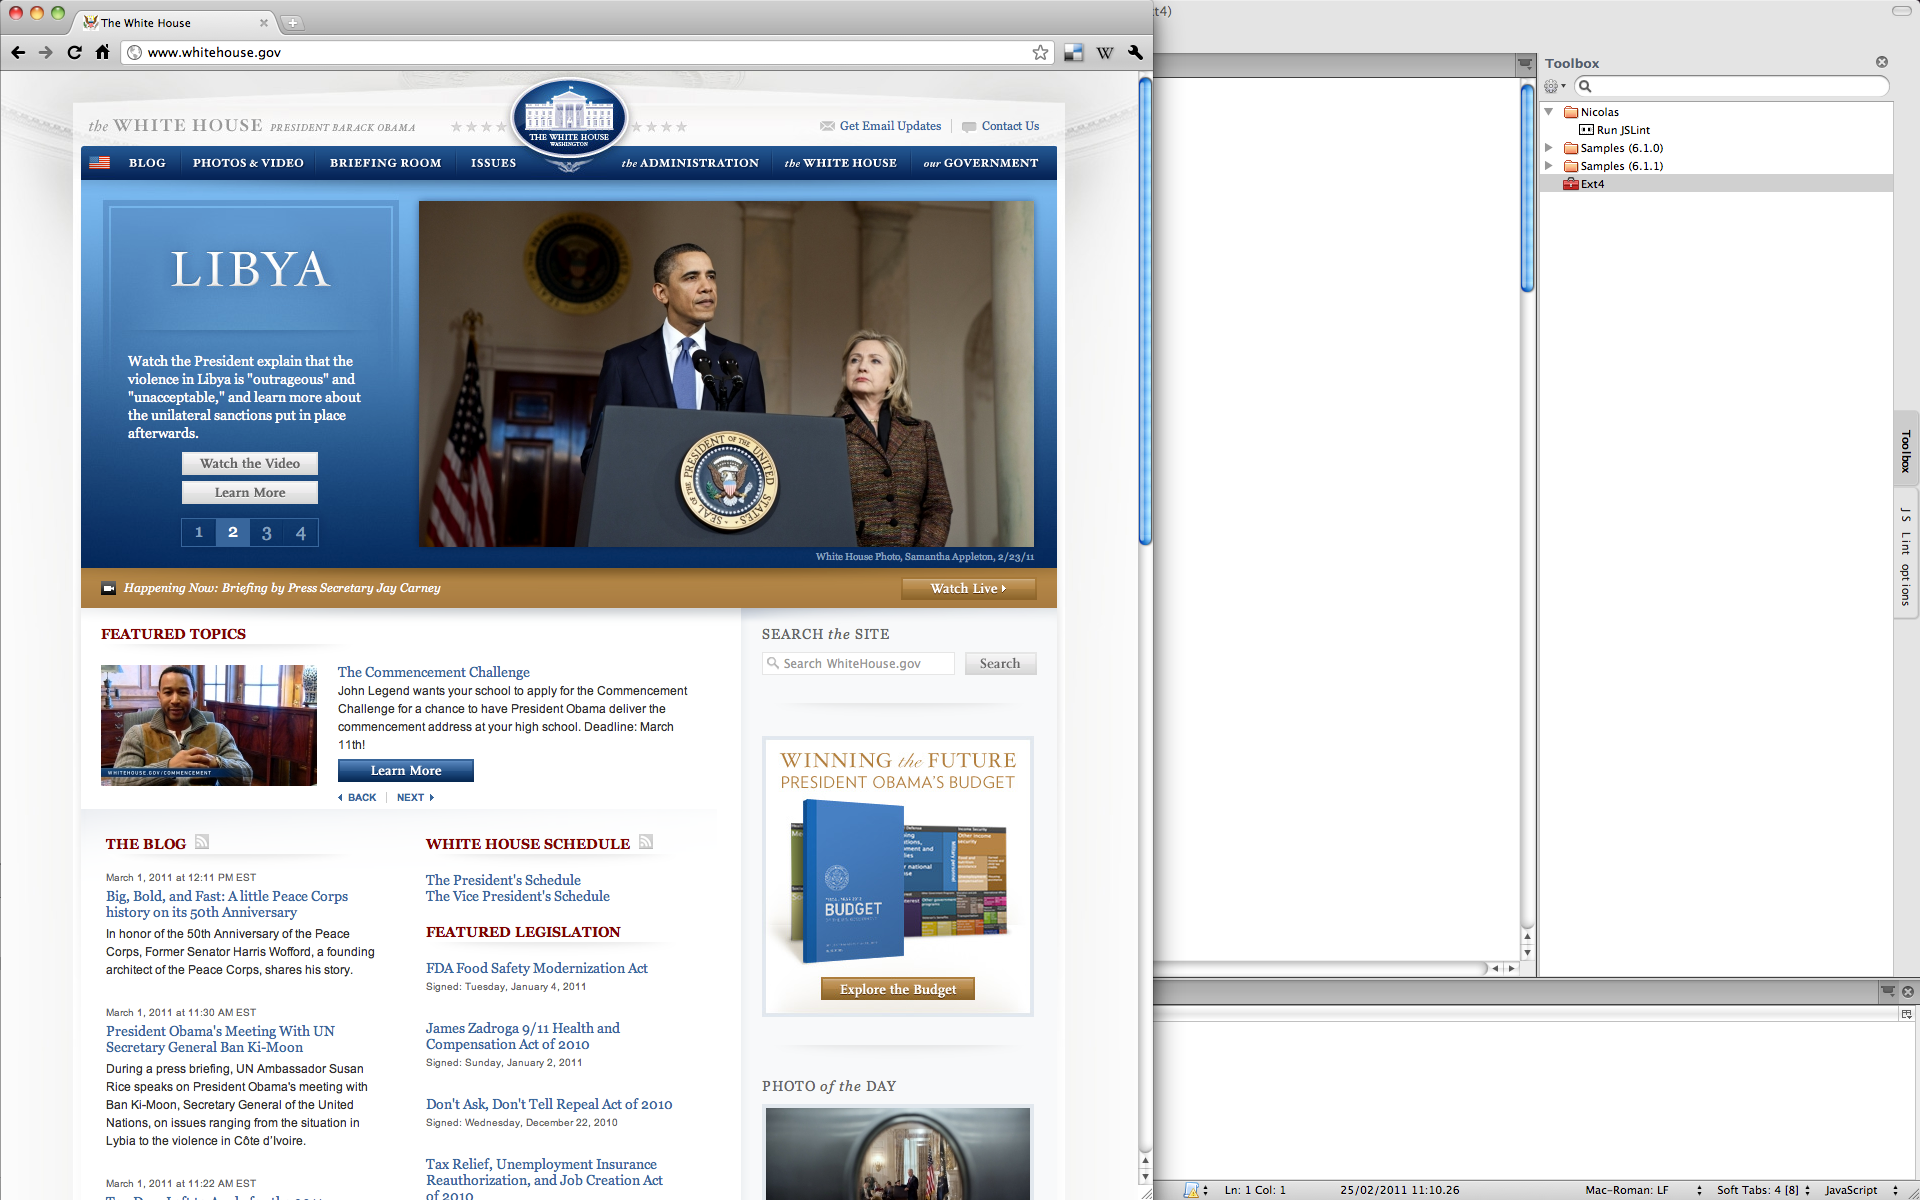 The White House
xt4)
www.whitehouse.gov
W
the WHITE HOUSE PRESIDENT BARACK OBAMA
THE WHITE HOUSE
WASHINGTON
Get Email Updates
Contact Us
BLOG
PHOTOS & VIDEO
BRIEFING ROOM
ISSUES
the ADMINISTRATION
the WHITE HOUSE
our GOVERNMENT
LIBYA
Watch the President explain that the
violence in Libya is "outrageous" and
"unacceptable," and learn more about
the unilateral sanctions put in place
afterwards.
Watch the Video
Learn More
1 2 3 4
SEAL OF THE PRESIDENT OF THE UNITED STATES
White House Photo, Samantha Appleton, 2/23/11
Happening Now: Briefing by Press Secretary Jay Carney
Watch Live
FEATURED TOPICS
WHITEHOUSE.GOV/COMMENCEMENT
The Commencement Challenge
John Legend wants your school to apply for the Commencement
Challenge for a chance to have President Obama deliver the
commencement address at your high school. Deadline: March
11th!
Learn More
BACK
NEXT
THE BLOG
March 1, 2011 at 12:11 PM EST
Big, Bold, and Fast: A little Peace Corps
history on its 50th Anniversary
In honor of the 50th Anniversary of the Peace
Corps, Former Senator Harris Wofford, a founding
architect of the Peace Corps, shares his story.
March 1, 2011 at 11:30 AM EST
President Obama's Meeting With UN
Secretary General Ban Ki-Moon
During a press briefing, UN Ambassador Susan
Rice speaks on President Obama's meeting with
Ban Ki-Moon, Secretary General of the United
Nations, on issues ranging from the situation in
Lybia to the violence in Côte d'Ivoire.
March 1, 2011 at 11:22 AM EST
WHITE HOUSE SCHEDULE
The President's Schedule
The Vice President's Schedule
FEATURED LEGISLATION
FDA Food Safety Modernization Act
Signed: Tuesday, January 4, 2011
James Zadroga 9/11 Health and
Compensation Act of 2010
Signed: Sunday, January 2, 2011
Don't Ask, Don't Tell Repeal Act of 2010
Signed: Wednesday, December 22, 2010
Tax Relief, Unemployment Insurance
Reauthorization, and Job Creation Act
of 2010
SEARCH the SITE
Search WhiteHouse.gov
Search
WINNING the FUTURE
PRESIDENT OBAMA'S BUDGET
BUDGET
Explore the Budget
PHOTO of the DAY
Toolbox
Nicolas
Run JSLint
Samples (6.1.0)
Samples (6.1.1)
Ext4
Toolbox
JS Lint options
Ln: 1 Col: 1
25/02/2011 11:10:26
Mac-Roman: LF
Soft Tabs: 4 [8]
JavaScript